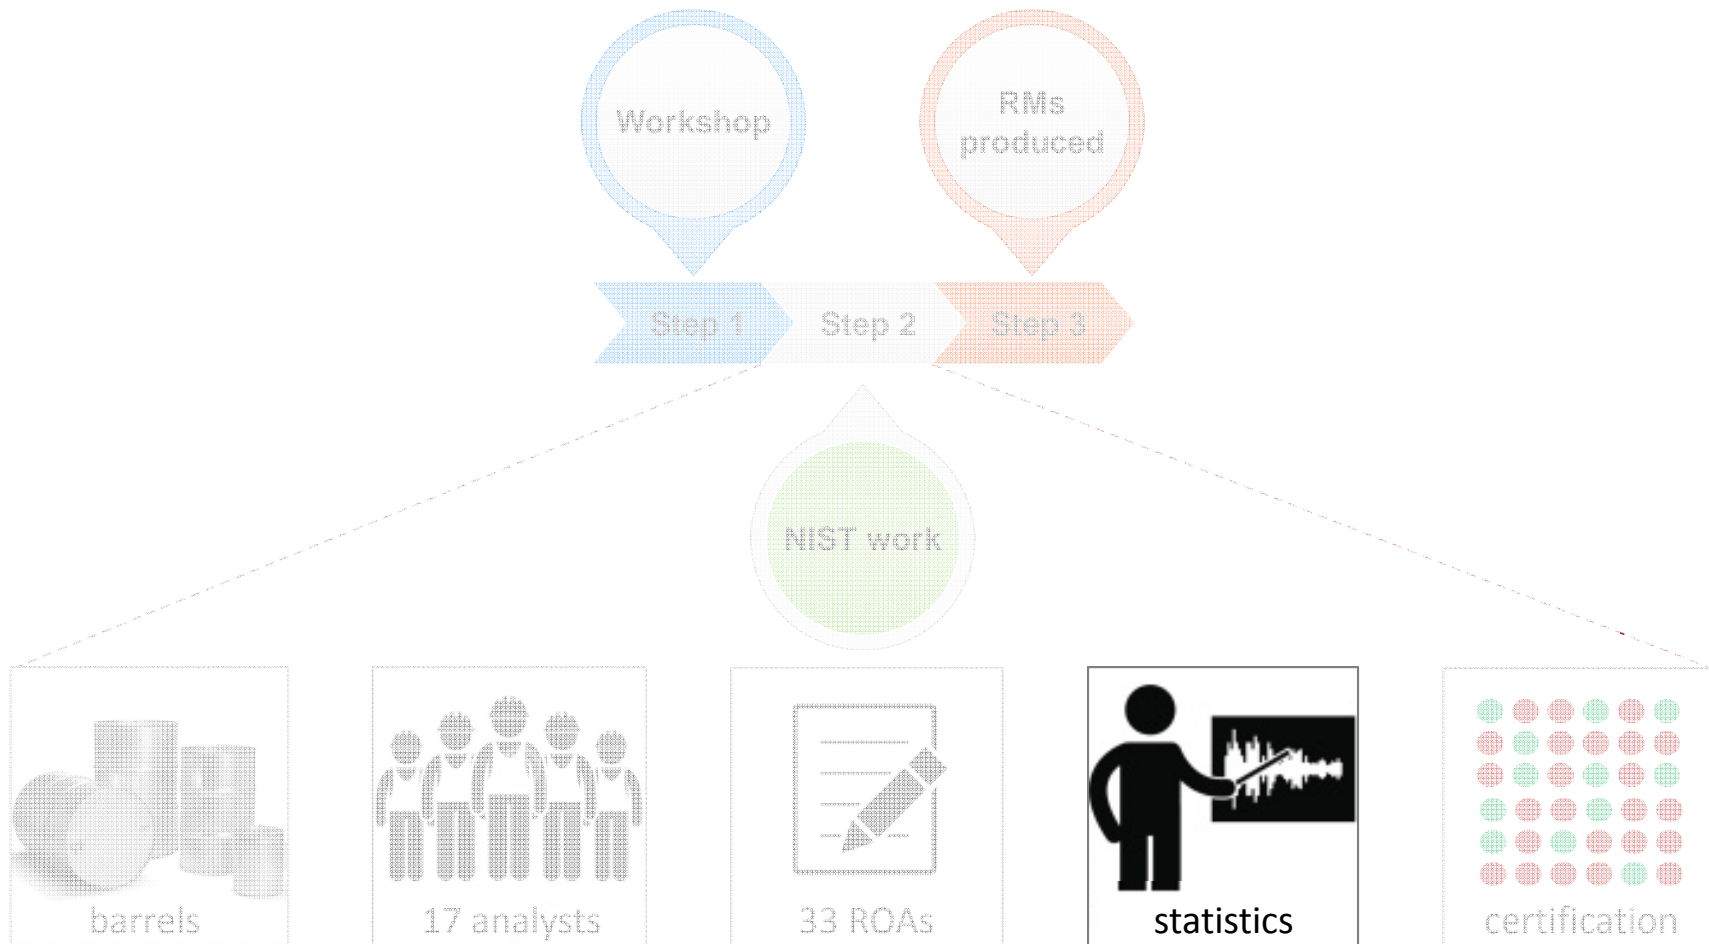 Workshop
RMs
produced
Step 1
Step 2
Step 3
NIST work
barrels
17 analysts
33 ROAs
statistics
certification